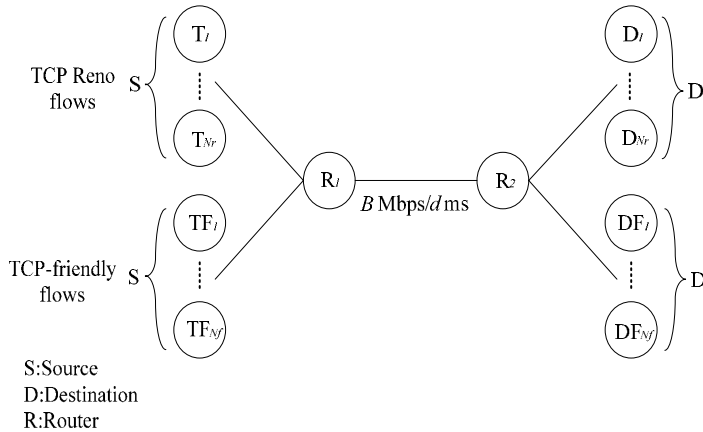 T1
D1
TCP Reno
flows
S
D
TNr
DNr
R1
R2
B Mbps/d ms
TF1
DF1
TCP-friendly
flows
S
D
TFNf
DFNf
S:Source
D:Destination
R:Router